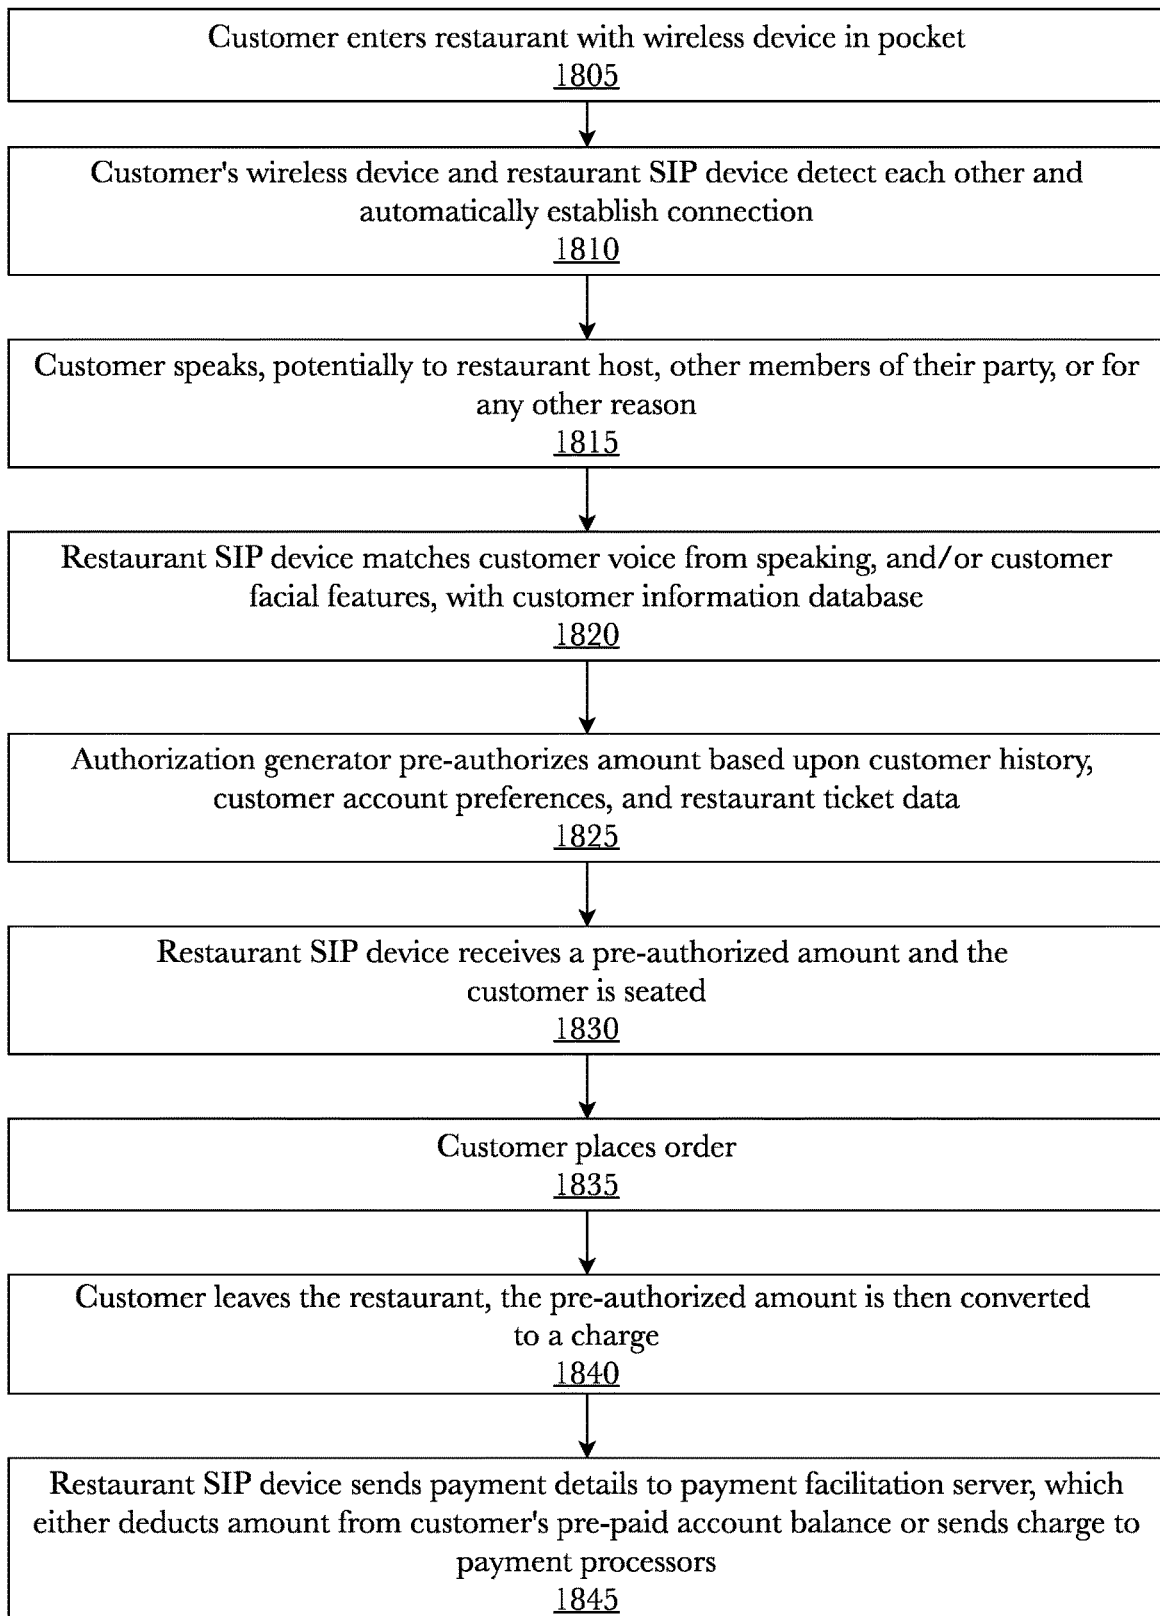 Customer enters restaurant with wireless device in pocket
1805
Customer's wireless device and restaurant SIP device detect each other and
automatically establish connection
1810
Customer speaks, potentially to restaurant host, other members of their party, or for
any other reason
1815
Restaurant SIP device matches customer voice from speaking, and/or customer
facial features, with customer information database
1820
Authorization generator pre-authorizes amount based upon customer history,
customer account preferences, and restaurant ticket data
1825
Restaurant SIP device receives a pre-authorized amount and the
customer is seated
1830
Customer places order
1835
Customer leaves the restaurant, the pre-authorized amount is then converted
to a charge
1840
Restaurant SIP device sends payment details to payment facilitation server, which
either deducts amount from customer's pre-paid account balance or sends charge to
payment processors
1845